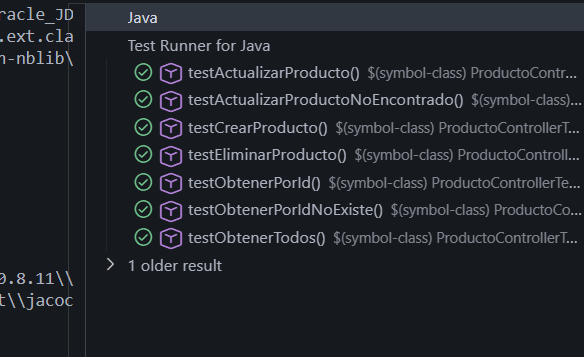 oracle_JD
.ext.cla
m-nblib\
0.8.11\\
t\\jacoc
Java
Test Runner for Java
testActualizarProducto() $(symbol-class) ProductoContr...
testActualizarProductoNoEncontrado() $(symbol-class)...
testCrearProducto() $(symbol-class) ProductoControllerT...
testEliminarProducto() $(symbol-class) ProductoControll...
testObtenerPorId() $(symbol-class) ProductoControllerTe...
testObtenerPorIdNoExiste() $(symbol-class) ProductoCo...
testObtenerTodos() $(symbol-class) ProductoControllerT...
1 older result